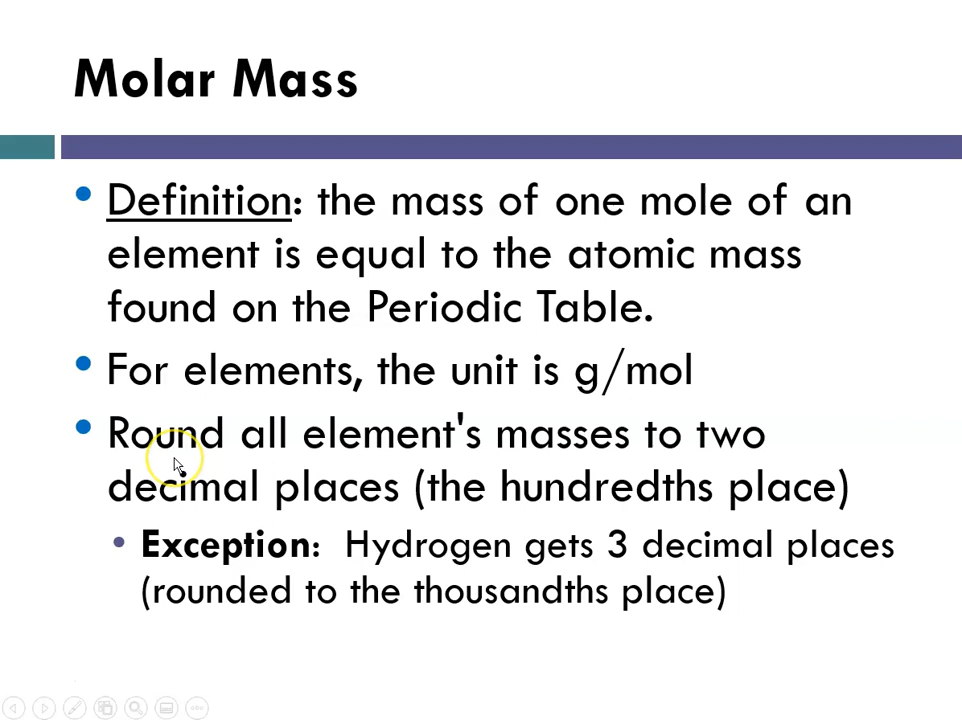 Molar Mass
• Definition: the mass of one mole of an
element is equal to the atomic mass
found on the Periodic Table.
• For elements, the unit is g/mol
• Round all element's masses to two
decimal places (the hundredths place)
• Exception: Hydrogen gets 3 decimal places
(rounded to the thousandths place)